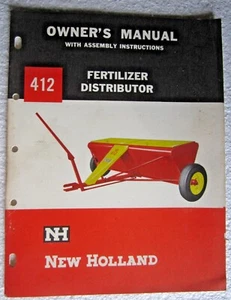 OWNER'S MANUAL
WITH ASSEMBLY INSTRUCTIONS
412
FERTILIZER
DISTRIBUTOR
NH
NEW HOLLAND